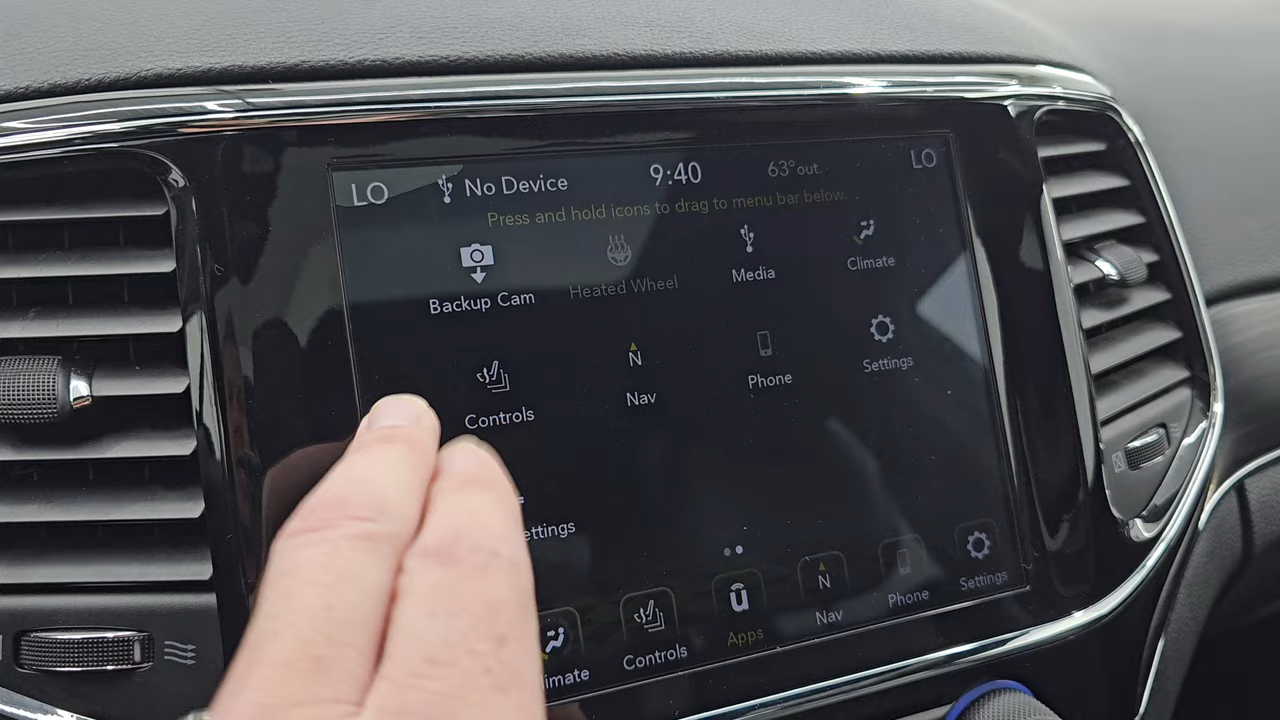 LO No Device 9:40 63° out. LO
Press and hold icons to drag to menu bar below.
Backup Cam Heated Wheel Media Climate
Controls N Nav Phone Settings
ettings
imate Controls Apps N Nav Phone Settings